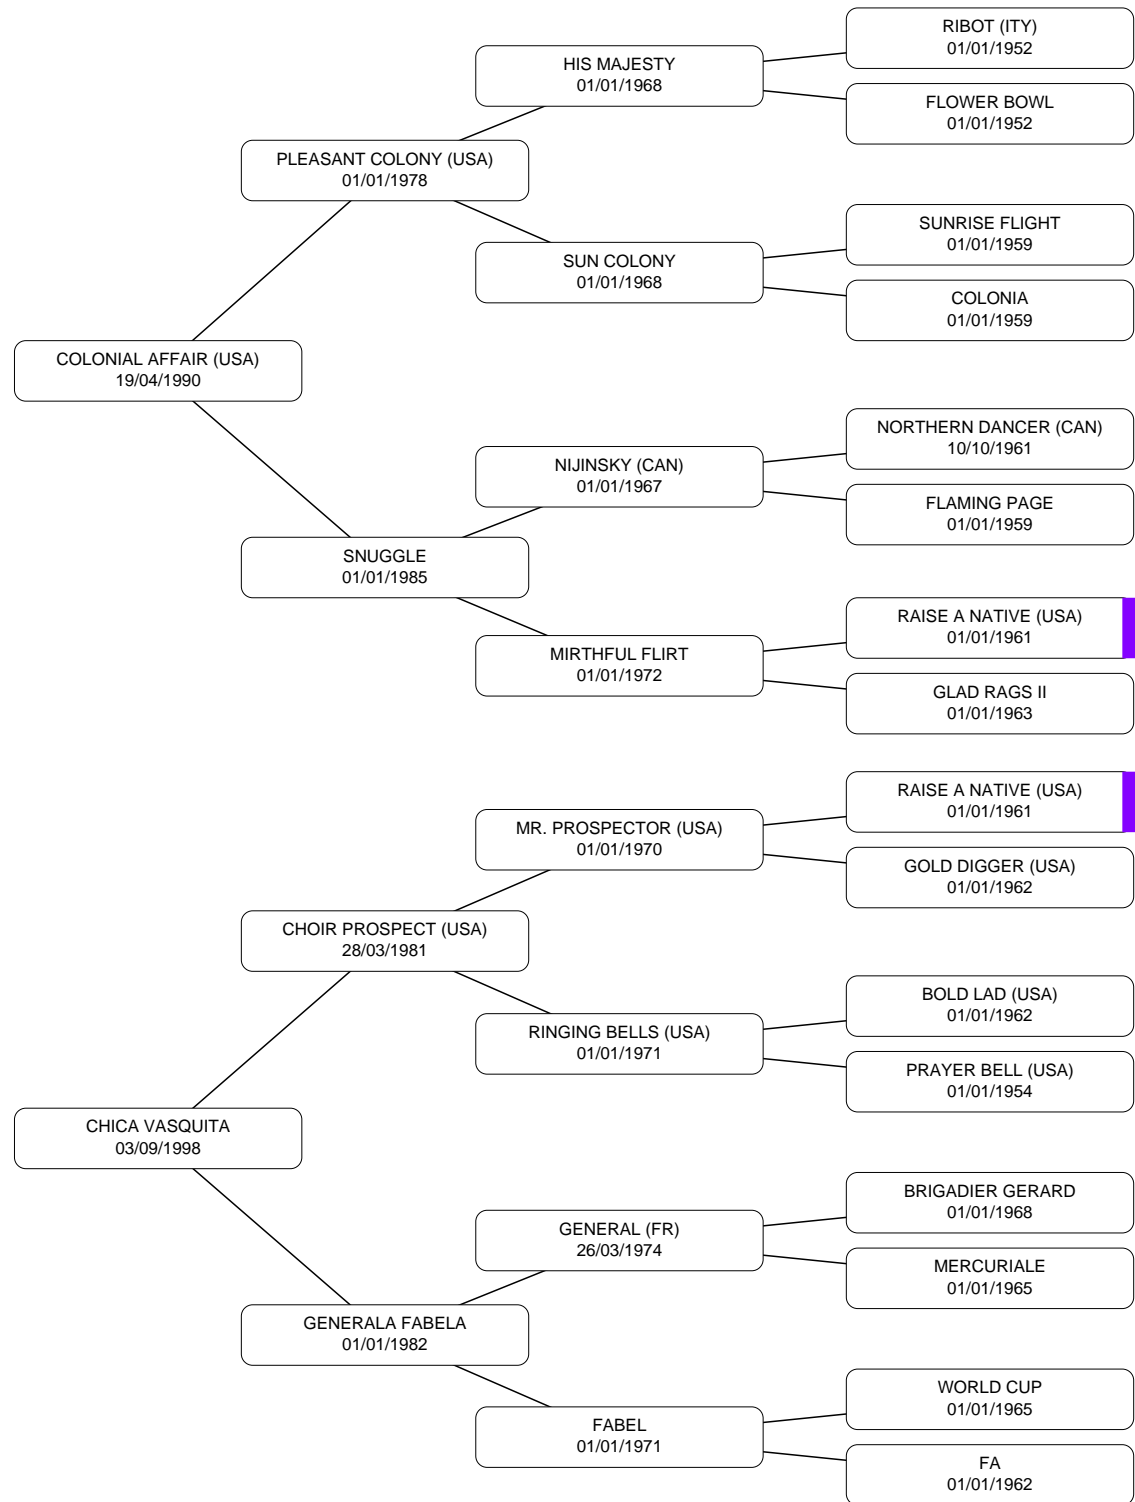 RIBOT (ITY)
01/01/1952
HIS MAJESTY
01/01/1968
FLOWER BOWL
01/01/1952
PLEASANT COLONY (USA)
01/01/1978
SUNRISE FLIGHT
01/01/1959
SUN COLONY
01/01/1968
COLONIA
01/01/1959
COLONIAL AFFAIR (USA)
19/04/1990
NORTHERN DANCER (CAN)
10/10/1961
NIJINSKY (CAN)
01/01/1967
FLAMING PAGE
01/01/1959
SNUGGLE
01/01/1985
RAISE A NATIVE (USA)
01/01/1961
MIRTHFUL FLIRT
01/01/1972
GLAD RAGS II
01/01/1963
RAISE A NATIVE (USA)
01/01/1961
MR. PROSPECTOR (USA)
01/01/1970
GOLD DIGGER (USA)
01/01/1962
CHOIR PROSPECT (USA)
28/03/1981
BOLD LAD (USA)
01/01/1962
RINGING BELLS (USA)
01/01/1971
PRAYER BELL (USA)
01/01/1954
CHICA VASQUITA
03/09/1998
BRIGADIER GERARD
01/01/1968
GENERAL (FR)
26/03/1974
MERCURIALE
01/01/1965
GENERALA FABELA
01/01/1982
WORLD CUP
01/01/1965
FABEL
01/01/1971
FA
01/01/1962